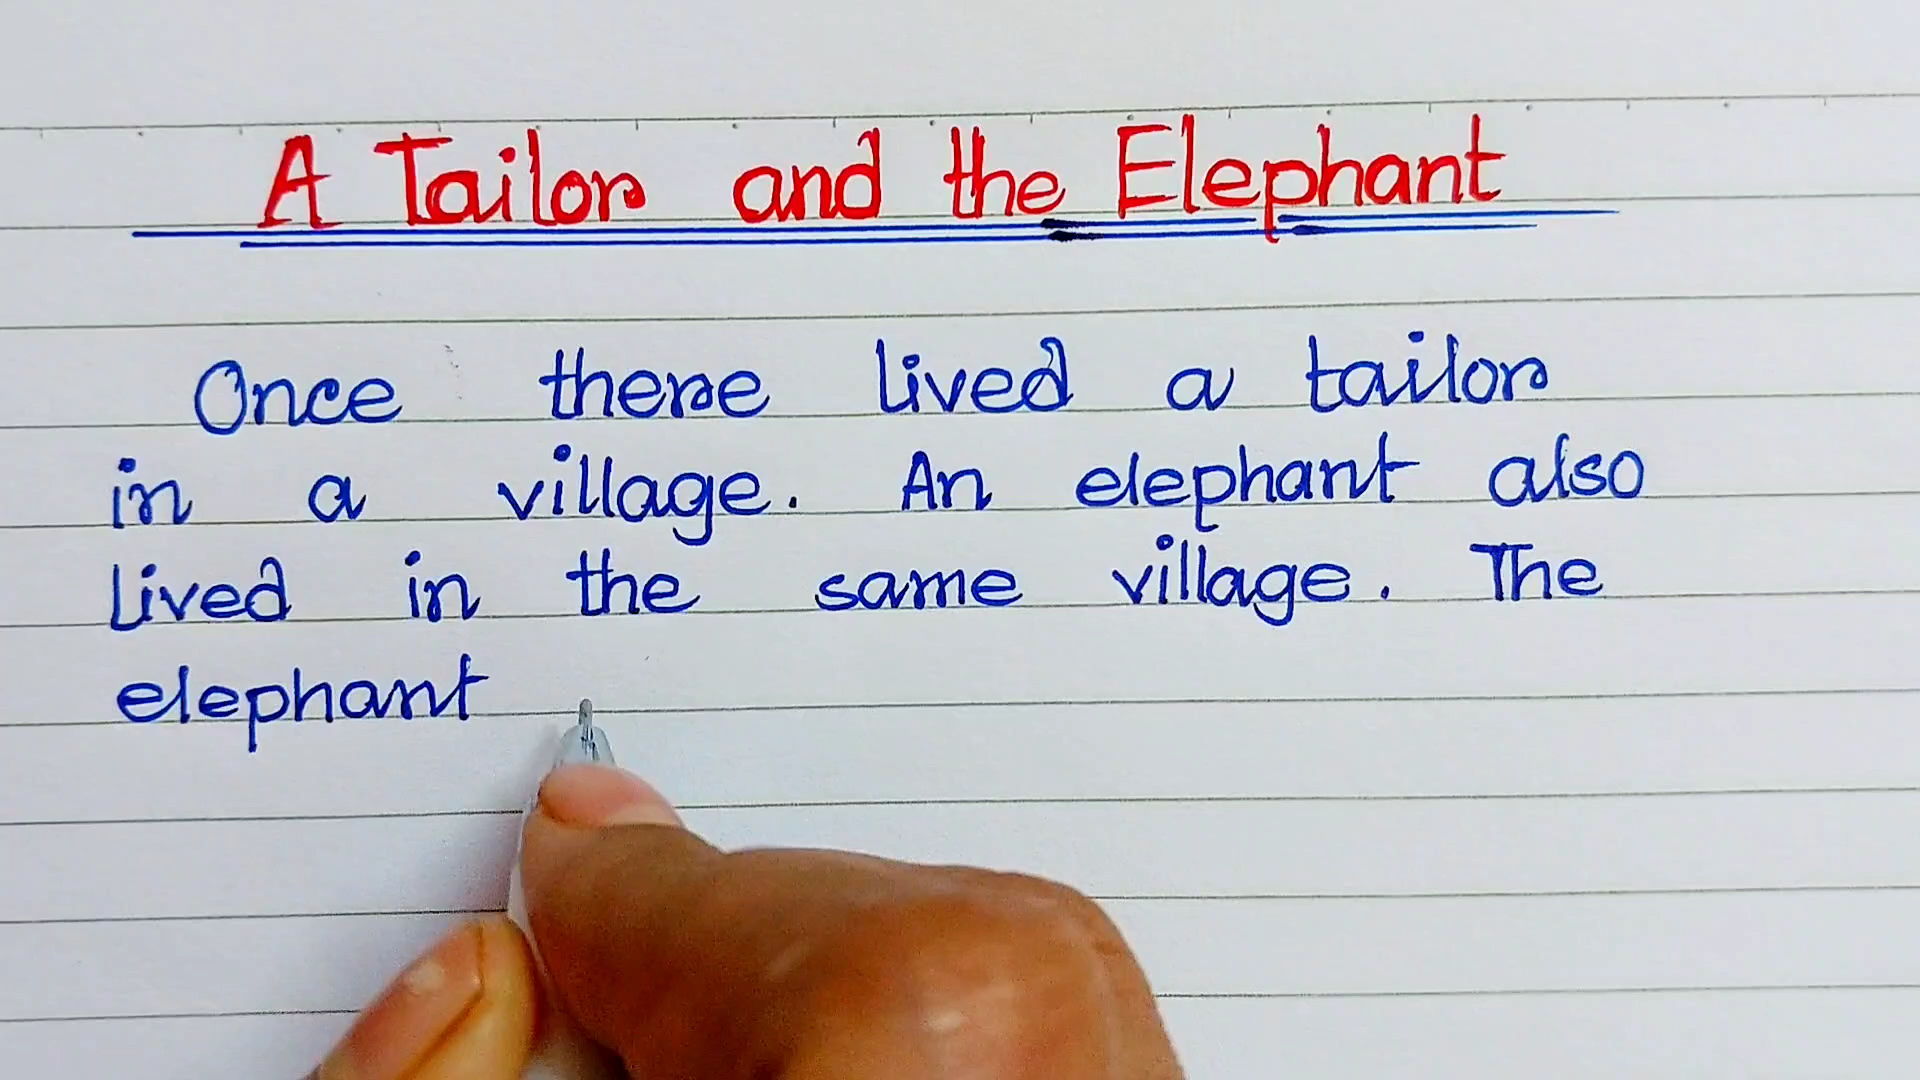 A Tailor and the Elephant
Once there lived a tailor
in a village. An elephant also
lived in the same village. The
elephant